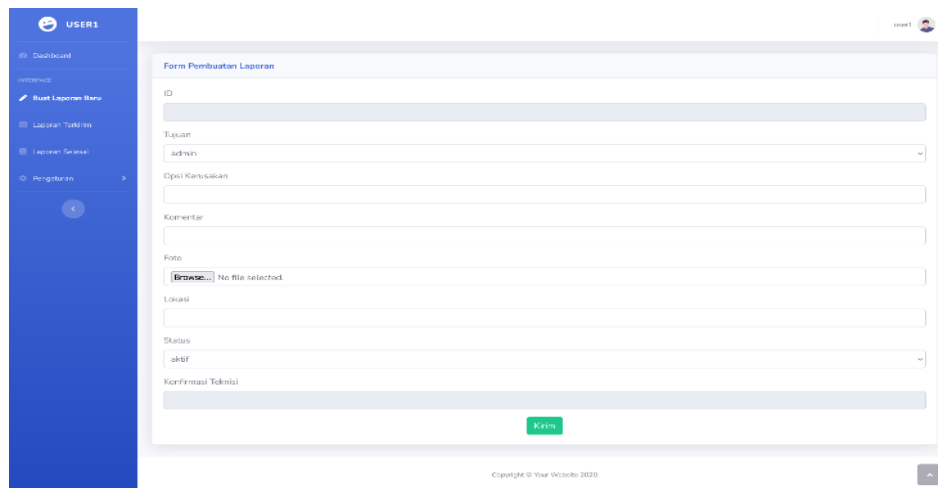 USER1
user1
Dashboard
INTERFACE
Buat Laporan Baru
Laporan Terkirim
Laporan Selesai
Pengaturan
Form Pembuatan Laporan
ID
Tujuan
admin
Opsi Kerusakan
Komentar
Foto
Browse... No file selected.
Lokasi
Status
aktif
Konfirmasi Teknisi
Kirim
Copyright © Your Website 2020